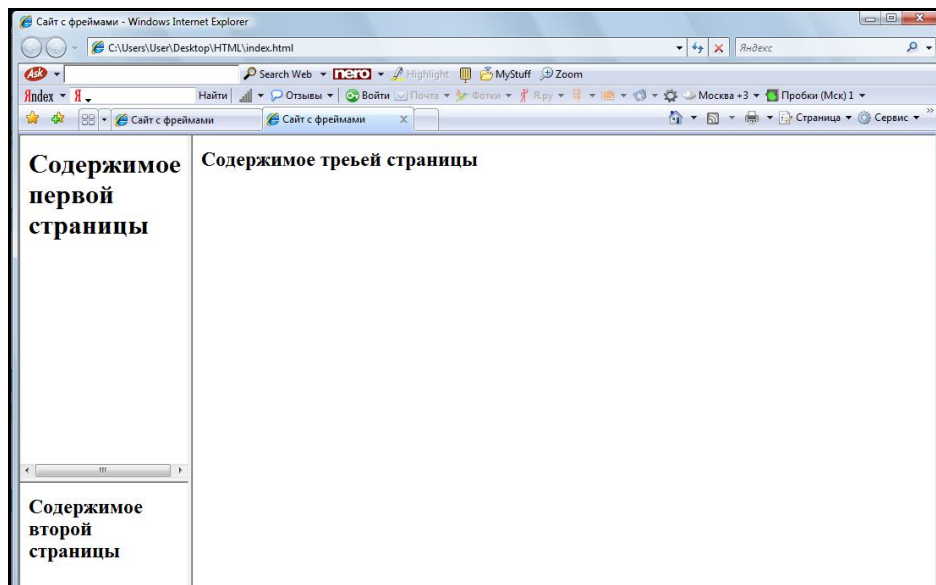 Сайт с фреймами - Windows Internet Explorer
C:\Users\User\Desktop\HTML\index.html Яндекс
Ask Search Web nero Highlight MyStuff Zoom
Яndex Я Найти Отзывы Войти Почта Фотки Я.ру Москва +3 Пробки (Мск) 1
Сайт с фреймами Сайт с фреймами X Страница Сервис »
Содержимое
первой
страницы
Содержимое
второй
страницы
Содержимое треьей страницы